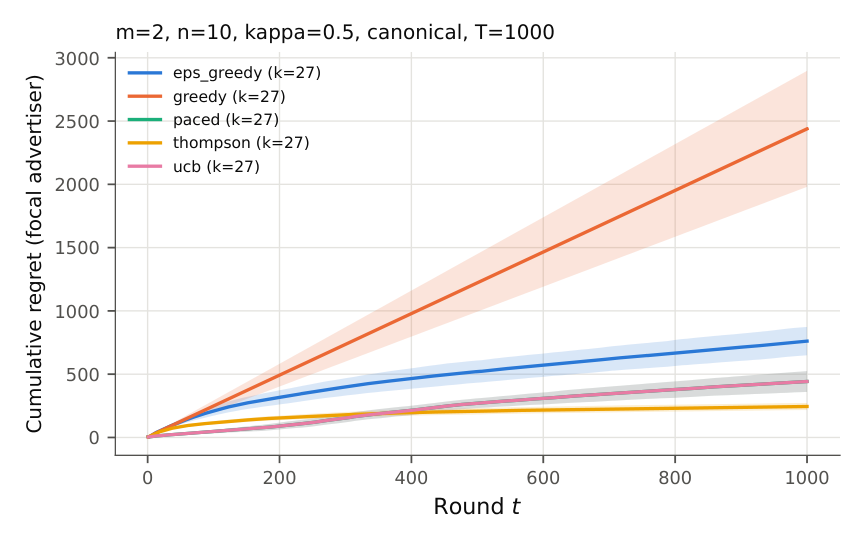 m=2, n=10, kappa=0.5, canonical, T=1000
3000
2500
2000
1500
1000
500
0
Cumulative regret (focal advertiser)
eps_greedy (k=27)
greedy (k=27)
paced (k=27)
thompson (k=27)
ucb (k=27)
0 200 400 600 800 1000
Round t